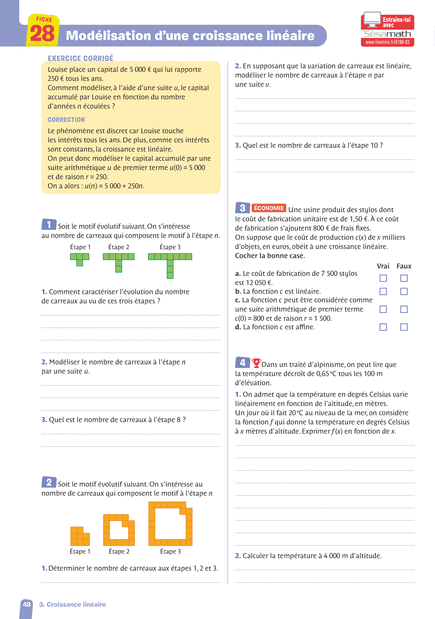 FICHE
28
Modélisation d'une croissance linéaire
Entraîne-toi
avec
Sésamath
EXERCICE CORRIGÉ
Louise place un capital de 5 000 € qui lui rapporte
250 € tous les ans.
Comment modéliser, à l'aide d'une suite u, le capital
accumulé par Louise en fonction du nombre
d'années n écoulées ?
CORRECTION
Le phénomène est discret car Louise touche
les intérêts tous les ans. De plus, comme ces intérêts
sont constants, la croissance est linéaire.
On peut donc modéliser le capital accumulé par une
suite arithmétique u de premier terme u(0) = 5 000
et de raison r = 250.
On a alors : u(n) = 5 000 + 250n.
1 Soit le motif évolutif suivant. On s'intéresse
au nombre de carreaux qui composent le motif à l'étape n.
Étape 1 Étape 2 Étape 3
1. Comment caractériser l'évolution du nombre
de carreaux au vu de ces trois étapes ?
2. Modéliser le nombre de carreaux à l'étape n
par une suite u.
3. Quel est le nombre de carreaux à l'étape 8 ?
2 Soit le motif évolutif suivant. On s'intéresse au
nombre de carreaux qui composent le motif à l'étape n
Étape 1 Étape 2 Étape 3
1. Déterminer le nombre de carreaux aux étapes 1, 2 et 3.
2. En supposant que la variation de carreaux est linéaire,
modéliser le nombre de carreaux à l'étape n par
une suite v.
3. Quel est le nombre de carreaux à l'étape 10 ?
3 ÉCONOMIE Une usine produit des stylos dont
le coût de fabrication unitaire est de 1,50 €. À ce coût
de fabrication s'ajoutent 800 € de frais fixes.
On suppose que le coût de production c(x) de x milliers
d'objets, en euros, obéit à une croissance linéaire.
Cocher la bonne case.
Vrai Faux
a. Le coût de fabrication de 7 500 stylos
est 12 050 €.
b. La fonction c est linéaire.
c. La fonction c peut être considérée comme
une suite arithmétique de premier terme
c(0) = 800 et de raison r = 1 500.
d. La fonction c est affine.
4 Dans un traité d'alpinisme, on peut lire que
la température décroît de 0,65 °C tous les 100 m
d'élévation.
1. On admet que la température en degrés Celsius varie
linéairement en fonction de l'altitude, en mètres.
Un jour où il fait 20 °C au niveau de la mer, on considère
la fonction f qui donne la température en degrés Celsius
à x mètres d'altitude. Exprimer f(x) en fonction de x.
2. Calculer la température à 4 000 m d'altitude.
48 3. Croissance linéaire